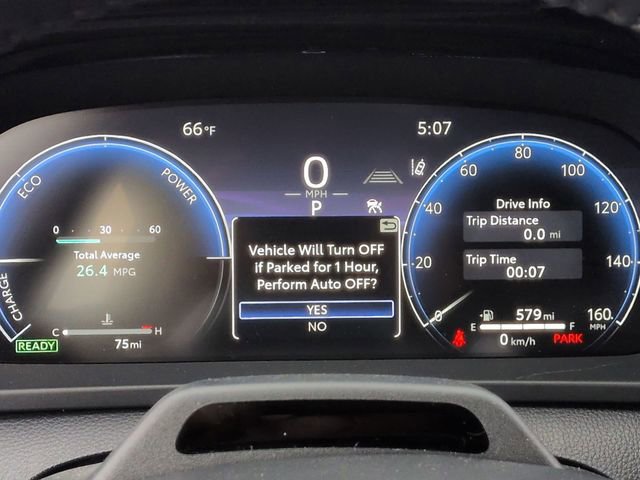 66°F
5:07
ECO
POWER
CHARGE
0 30 60
Total Average
26.4 MPG
C H
READY
75 mi
0
MPH
P
Vehicle Will Turn OFF
if Parked for 1 Hour,
Perform Auto OFF?
YES
NO
0 20 40 60 80 100 120 140 160
MPH
Drive Info
Trip Distance
0.0 mi
Trip Time
00:07
579 mi
E F
0 km/h
PARK